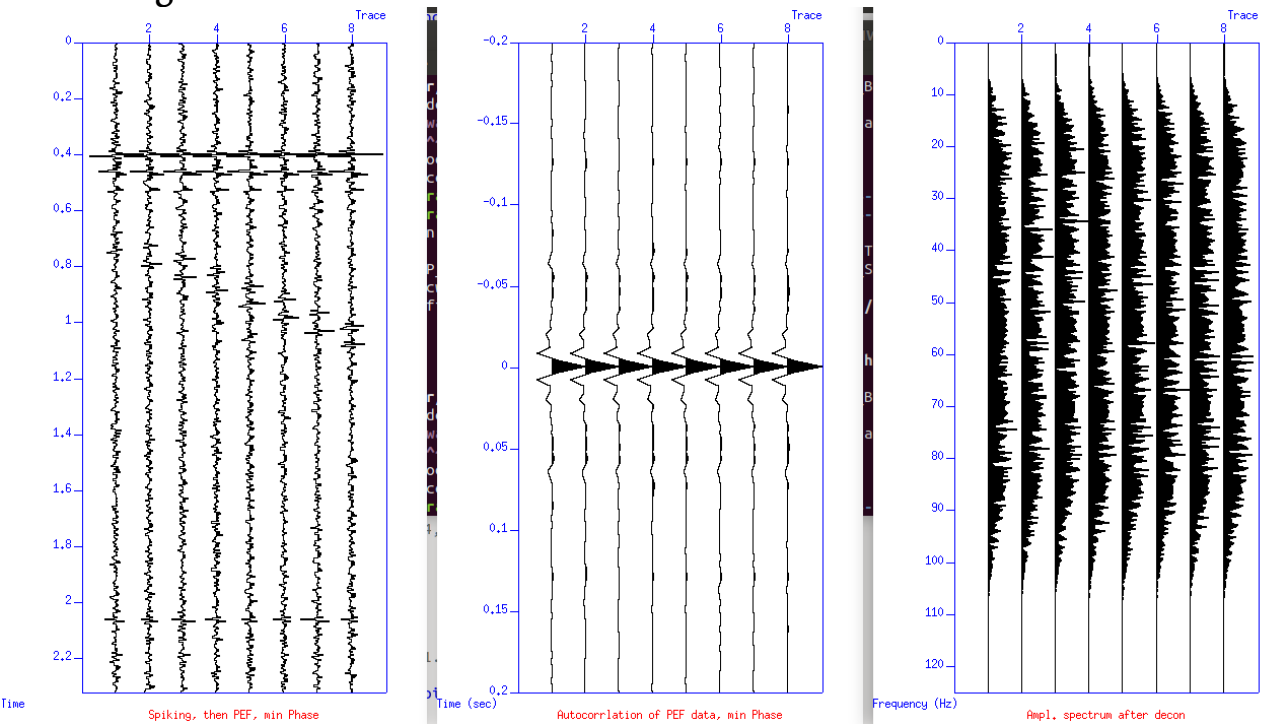 Trace
2 4 6 8
0
0.2
0.4
0.6
0.8
1
1.2
1.4
1.6
1.8
2
2.2
Time
Spiking, then PEF, min Phase
Trace
2 4 6 8
-0.2
-0.15
-0.1
-0.05
0
0.05
0.1
0.15
0.2
Time (sec)
Autocorrlation of PEF data, min Phase
Trace
2 4 6 8
0
10
20
30
40
50
60
70
80
90
100
110
120
Frequency (Hz)
Ampl. spectrum after decon